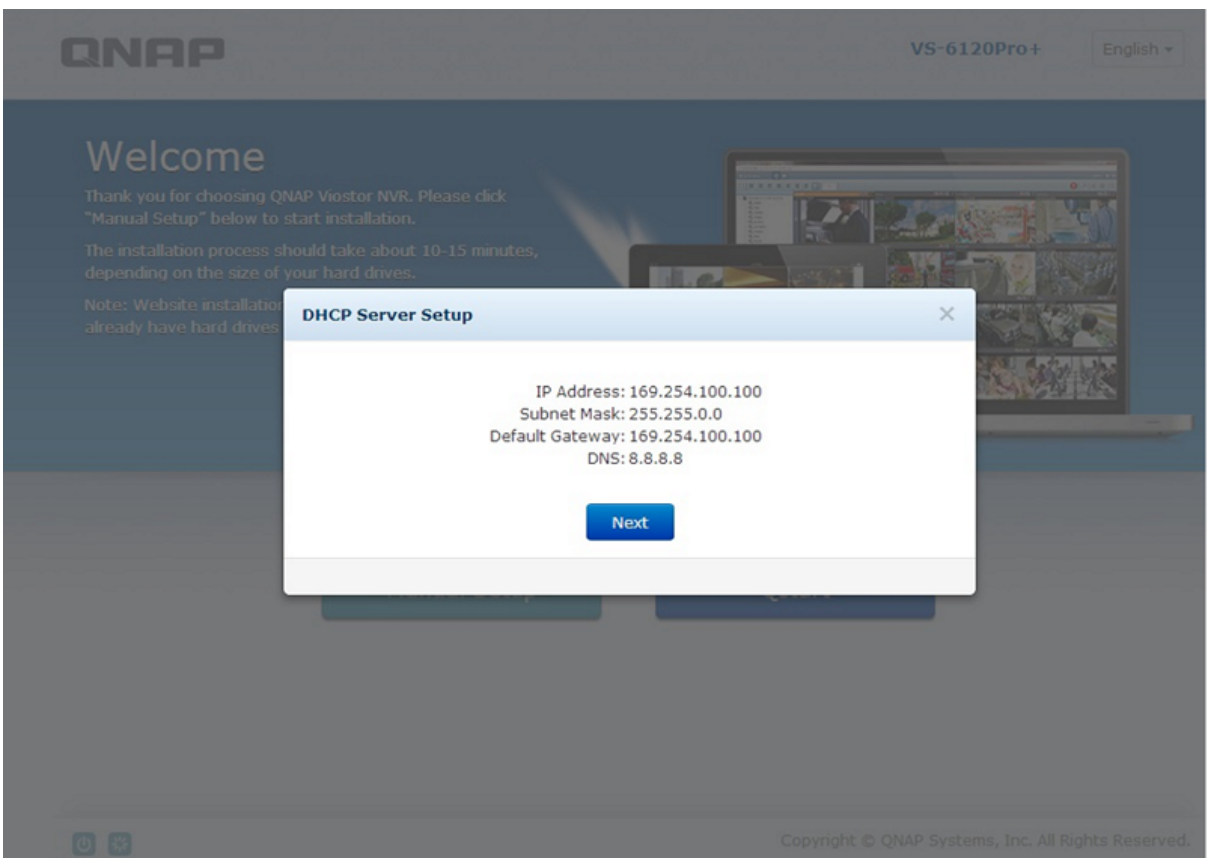 QNAP
VS-6120Pro+
English
Welcome
Thank you for choosing QNAP Viostor NVR. Please click
"Manual Setup" below to start installation.
The installation process should take about 10-15 minutes,
depending on the size of your hard drives.
Note: Website installation
already have hard drives
DHCP Server Setup
IP Address: 169.254.100.100
Subnet Mask: 255.255.0.0
Default Gateway: 169.254.100.100
DNS: 8.8.8.8
Next
Copyright © QNAP Systems, Inc. All Rights Reserved.